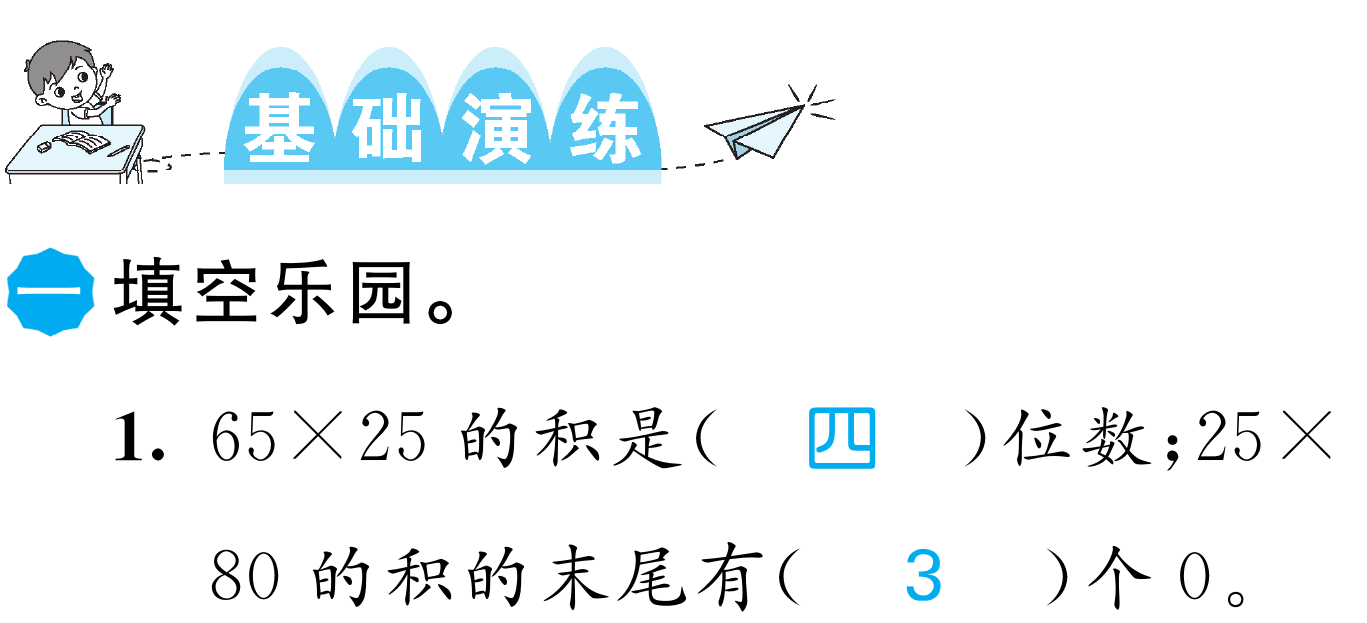 基础演练
一 填空乐园。
1. 65×25 的积是( 四 )位数;25×
80 的积的末尾有( 3 )个 0。